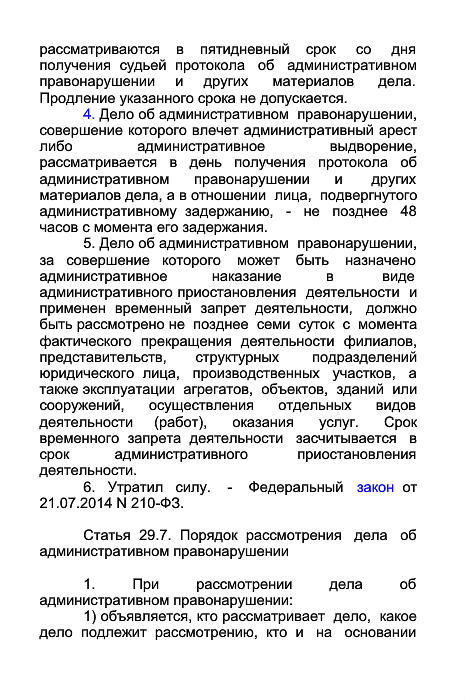 рассматриваются в пятидневный срок со дня
получения судьей протокола об административном
правонарушении и других материалов дела.
Продление указанного срока не допускается.
4. Дело об административном правонарушении,
совершение которого влечет административный арест
либо административное выдворение,
рассматривается в день получения протокола об
административном правонарушении и других
материалов дела, а в отношении лица, подвергнутого
административному задержанию, - не позднее 48
часов с момента его задержания.
5. Дело об административном правонарушении,
за совершение которого может быть назначено
административное наказание в виде
административного приостановления деятельности и
применен временный запрет деятельности, должно
быть рассмотрено не позднее семи суток с момента
фактического прекращения деятельности филиалов,
представительств, структурных подразделений
юридического лица, производственных участков, а
также эксплуатации агрегатов, объектов, зданий или
сооружений, осуществления отдельных видов
деятельности (работ), оказания услуг. Срок
временного запрета деятельности засчитывается в
срок административного приостановления
деятельности.
6. Утратил силу. - Федеральный закон от
21.07.2014 N 210-ФЗ.
Статья 29.7. Порядок рассмотрения дела об
административном правонарушении
1. При рассмотрении дела об
административном правонарушении:
1) объявляется, кто рассматривает дело, какое
дело подлежит рассмотрению, кто и на основании